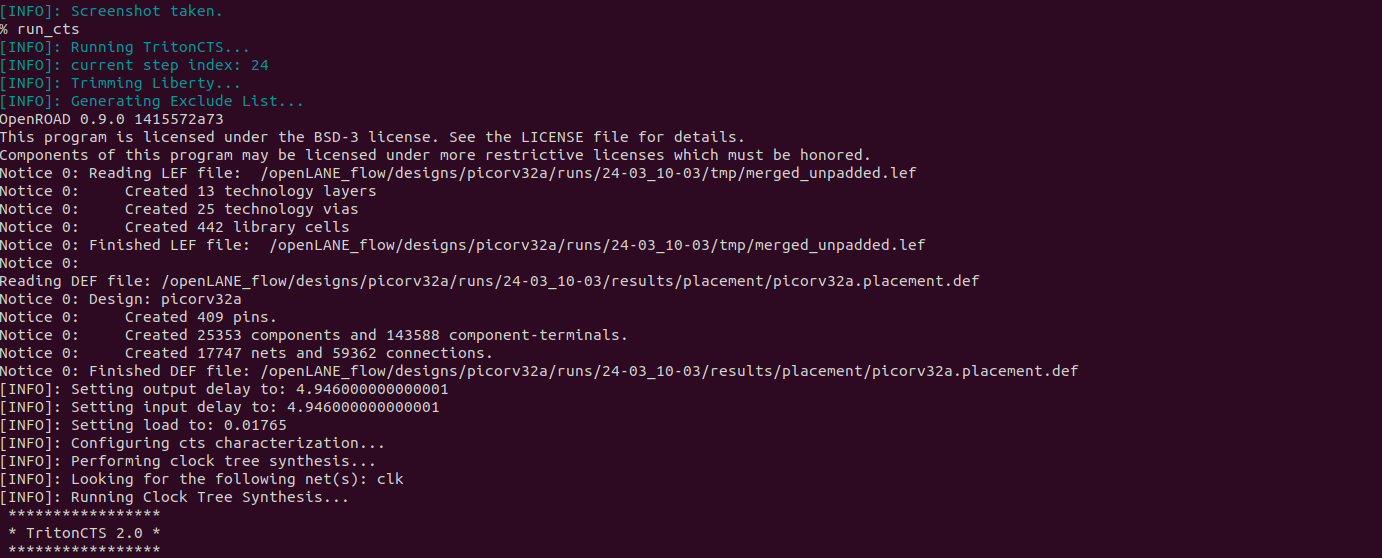 [INFO]: Screenshot taken.
% run_cts
[INFO]: Running TritonCTS...
[INFO]: current step index: 24
[INFO]: Trimming Liberty...
[INFO]: Generating Exclude List...
OpenROAD 0.9.0 1415572a73
This program is licensed under the BSD-3 license. See the LICENSE file for details.
Components of this program may be licensed under more restrictive licenses which must be honored.
Notice 0: Reading LEF file:  /openLANE_flow/designs/picorv32a/runs/24-03_10-03/tmp/merged_unpadded.lef
Notice 0:     Created 13 technology layers
Notice 0:     Created 25 technology vias
Notice 0:     Created 442 library cells
Notice 0: Finished LEF file:  /openLANE_flow/designs/picorv32a/runs/24-03_10-03/tmp/merged_unpadded.lef
Notice 0:
Reading DEF file: /openLANE_flow/designs/picorv32a/runs/24-03_10-03/results/placement/picorv32a.placement.def
Notice 0: Design: picorv32a
Notice 0:     Created 409 pins.
Notice 0:     Created 25353 components and 143588 component-terminals.
Notice 0:     Created 17747 nets and 59362 connections.
Notice 0: Finished DEF file: /openLANE_flow/designs/picorv32a/runs/24-03_10-03/results/placement/picorv32a.placement.def
[INFO]: Setting output delay to: 4.946000000000001
[INFO]: Setting input delay to: 4.946000000000001
[INFO]: Setting load to: 0.01765
[INFO]: Configuring cts characterization...
[INFO]: Performing clock tree synthesis...
[INFO]: Looking for the following net(s): clk
[INFO]: Running Clock Tree Synthesis...
 *****************
 * TritonCTS 2.0 *
 *****************